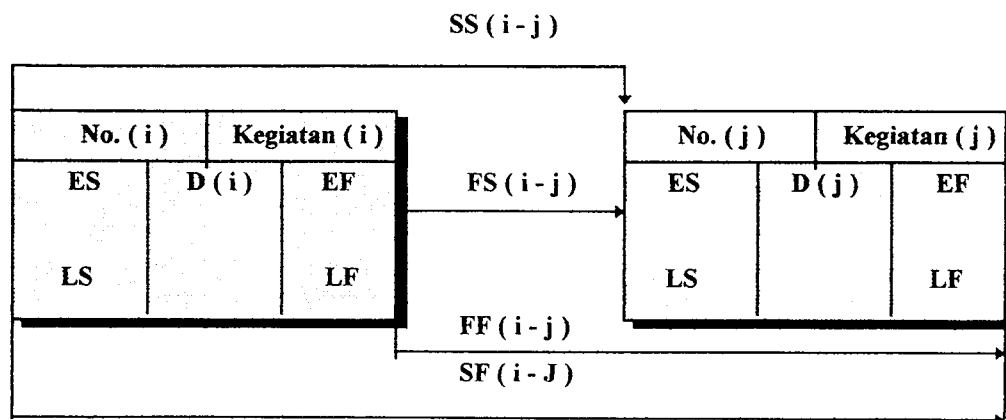 SS ( i - j )
No. ( i ) Kegiatan ( i ) No. ( j ) Kegiatan ( j )
ES D ( i ) EF FS ( i - j ) ES D ( j ) EF
LS LF LS LF
FF ( i - j )
SF ( i - J )